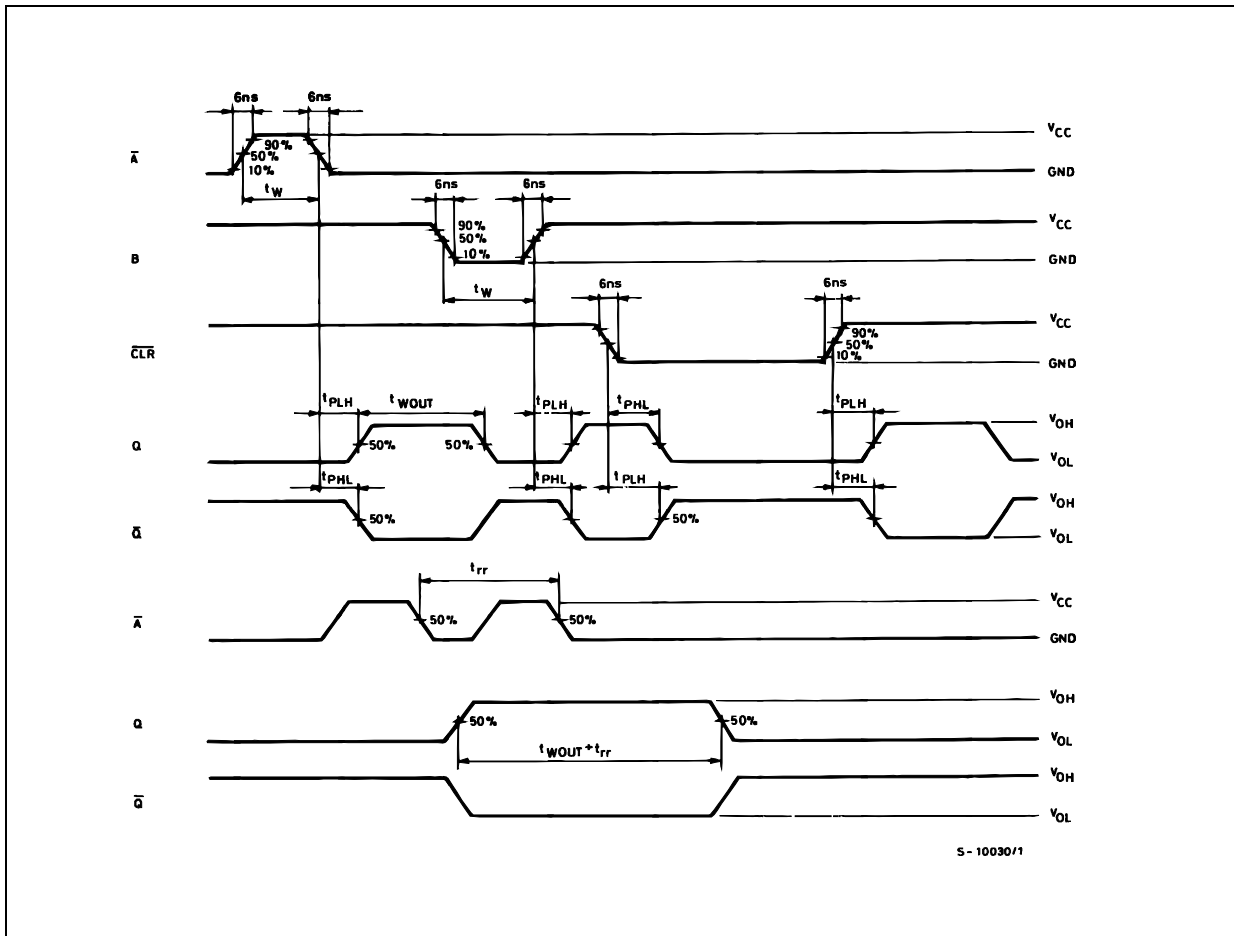 6ns 6ns
VCC
90%
A̅ 50%
10%
GND
tW
6ns 6ns
VCC
90%
50%
B 10%
GND
tW
6ns 6ns
VCC
90%
C̅L̅R̅ 50%
10%
GND
tPLH tWOUT tPLH tPHL tPLH
VOH
Q 50% 50%
VOL
tPHL tPHL tPLH tPHL
VOH
50% 50%
Q̅ VOL
trr
VCC
A̅ 50% 50%
GND
VOH
Q 50% 50%
VOL
tWOUT + trr
VOH
Q̅
VOL
S - 10030/1